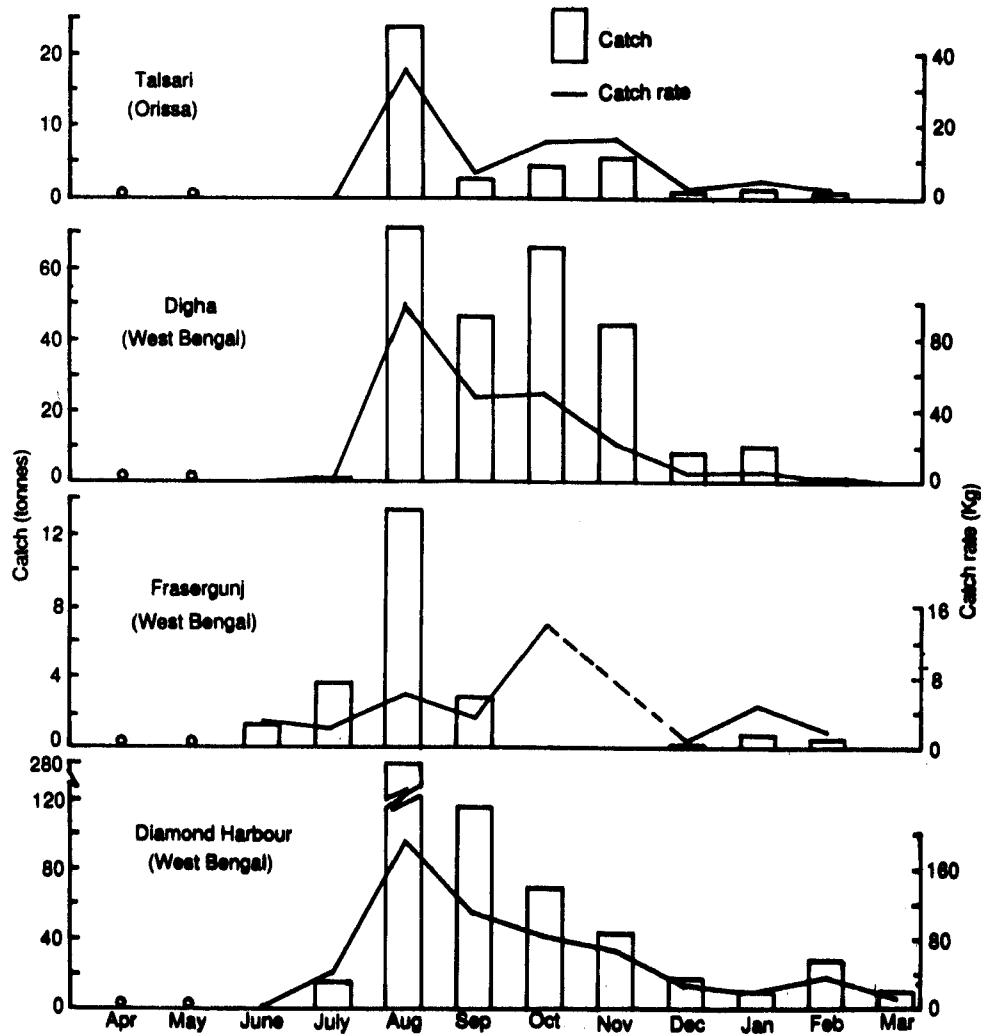 Catch
Catch rate
Talsari
(Orissa)
20
10
0
40
20
0
Digha
(West Bengal)
60
40
20
0
80
40
0
Catch (tonnes)
Catch rate (Kg)
Frasergunj
(West Bengal)
12
8
4
0
16
8
0
Diamond Harbour
(West Bengal)
280
120
80
40
0
160
80
0
Apr May June July Aug Sep Oct Nov Dec Jan Feb Mar